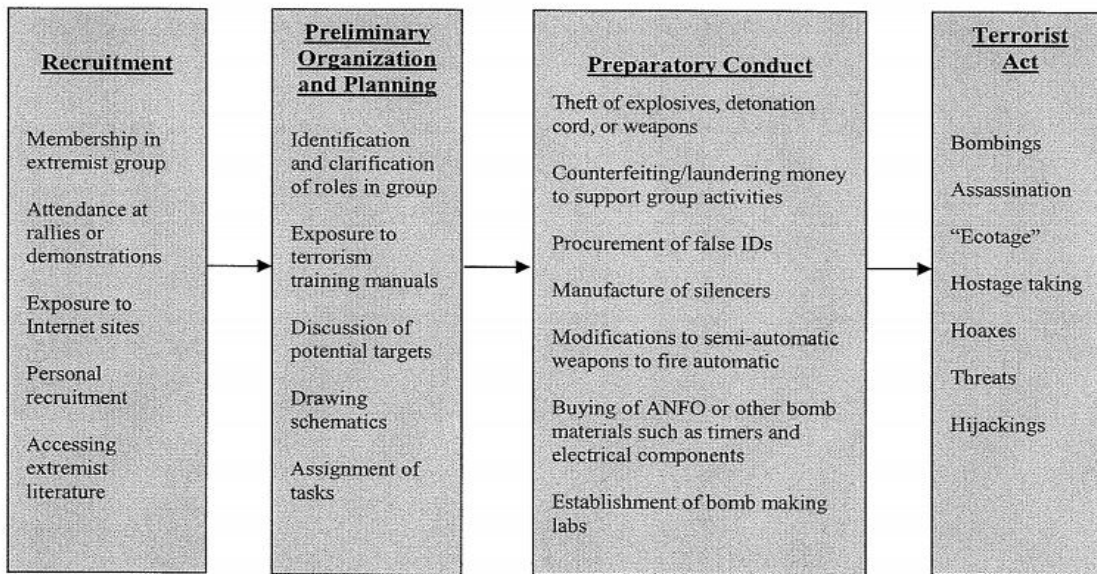 Recruitment
Membership in
extremist group
Attendance at
rallies or
demonstrations
Exposure to
Internet sites
Personal
recruitment
Accessing
extremist
literature
Preliminary
Organization
and Planning
Identification
and clarification
of roles in group
Exposure to
terrorism
training manuals
Discussion of
potential targets
Drawing
schematics
Assignment of
tasks
Preparatory Conduct
Theft of explosives, detonation
cord, or weapons
Counterfeiting/laundering money
to support group activities
Procurement of false IDs
Manufacture of silencers
Modifications to semi-automatic
weapons to fire automatic
Buying of ANFO or other bomb
materials such as timers and
electrical components
Establishment of bomb making
labs
Terrorist
Act
Bombings
Assassination
“Ecotage”
Hostage taking
Hoaxes
Threats
Hijackings